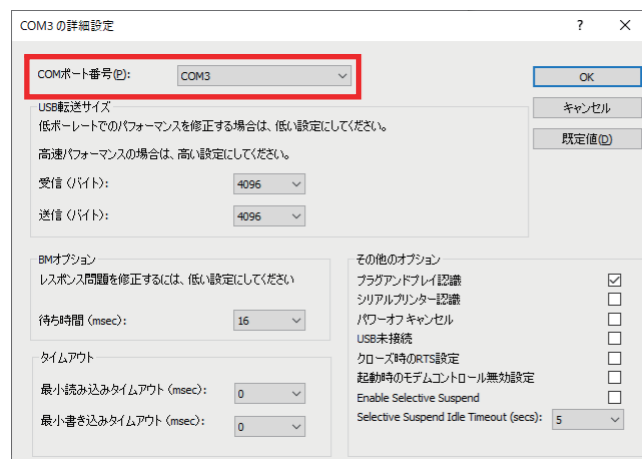 COM3 の詳細設定
? ×
COMポート番号(P): COM3
OK
キャンセル
既定値(D)
USB転送サイズ
低ボーレートでのパフォーマンスを修正する場合は、低い設定にしてください。
高速パフォーマンスの場合は、高い設定にしてください。
受信 (バイト): 4096
送信 (バイト): 4096
BMオプション
レスポンス問題を修正するには、低い設定にしてください
待ち時間 (msec): 16
タイムアウト
最小読み込みタイムアウト (msec): 0
最小書き込みタイムアウト (msec): 0
その他のオプション
プラグアンドプレイ認識
シリアルプリンター認識
パワーオフ キャンセル
USB未接続
クローズ時のRTS設定
起動時のモデムコントロール無効設定
Enable Selective Suspend
Selective Suspend Idle Timeout (secs): 5